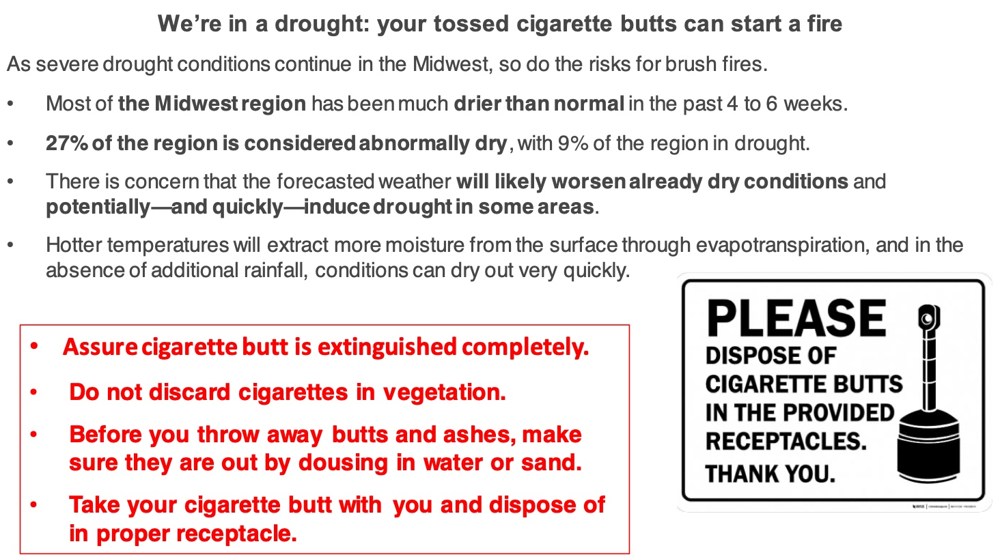 We’re in a drought: your tossed cigarette butts can start a fire
As severe drought conditions continue in the Midwest, so do the risks for brush fires.
• Most of the Midwest region has been much drier than normal in the past 4 to 6 weeks.
• 27% of the region is considered abnormally dry, with 9% of the region in drought.
• There is concern that the forecasted weather will likely worsen already dry conditions and
potentially—and quickly—induce drought in some areas.
• Hotter temperatures will extract more moisture from the surface through evapotranspiration, and in the
absence of additional rainfall, conditions can dry out very quickly.
• Assure cigarette butt is extinguished completely.
• Do not discard cigarettes in vegetation.
• Before you throw away butts and ashes, make
sure they are out by dousing in water or sand.
• Take your cigarette butt with you and dispose of
in proper receptacle.
PLEASE
DISPOSE OF
CIGARETTE BUTTS
IN THE PROVIDED
RECEPTACLES.
THANK YOU.